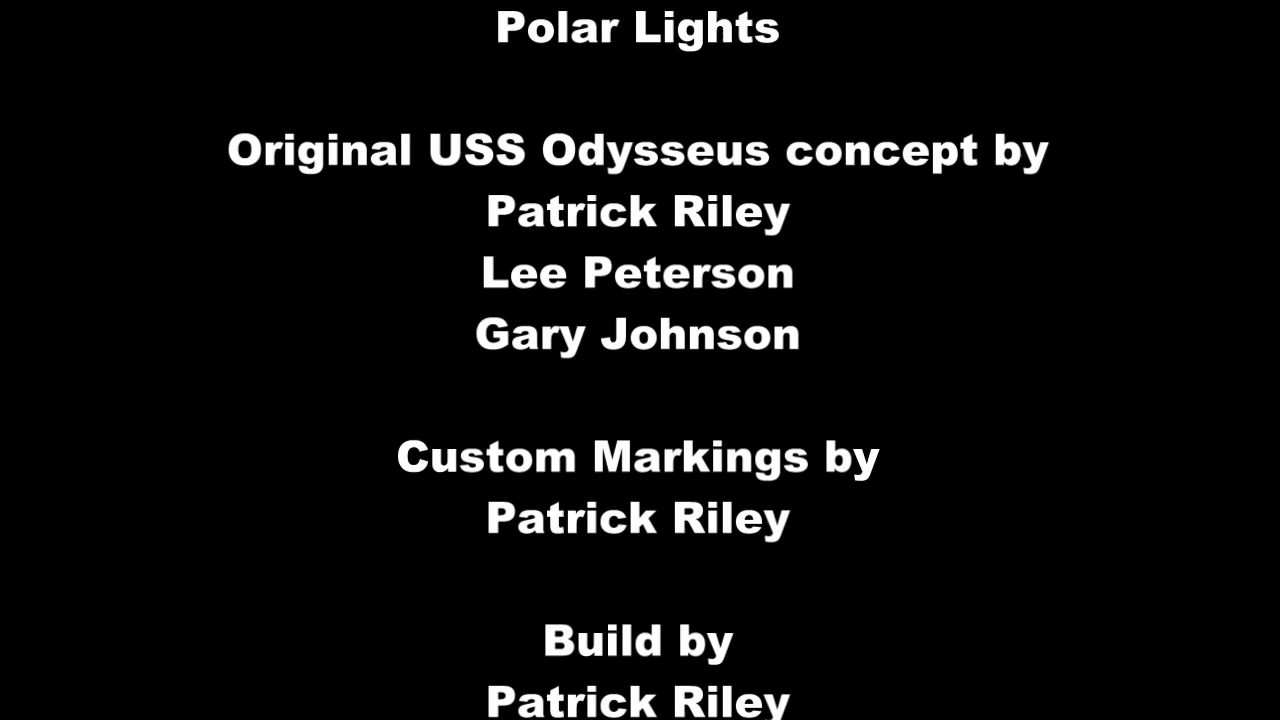 Polar Lights
Original USS Odysseus concept by
Patrick Riley
Lee Peterson
Gary Johnson
Custom Markings by
Patrick Riley
Build by
Patrick Riley